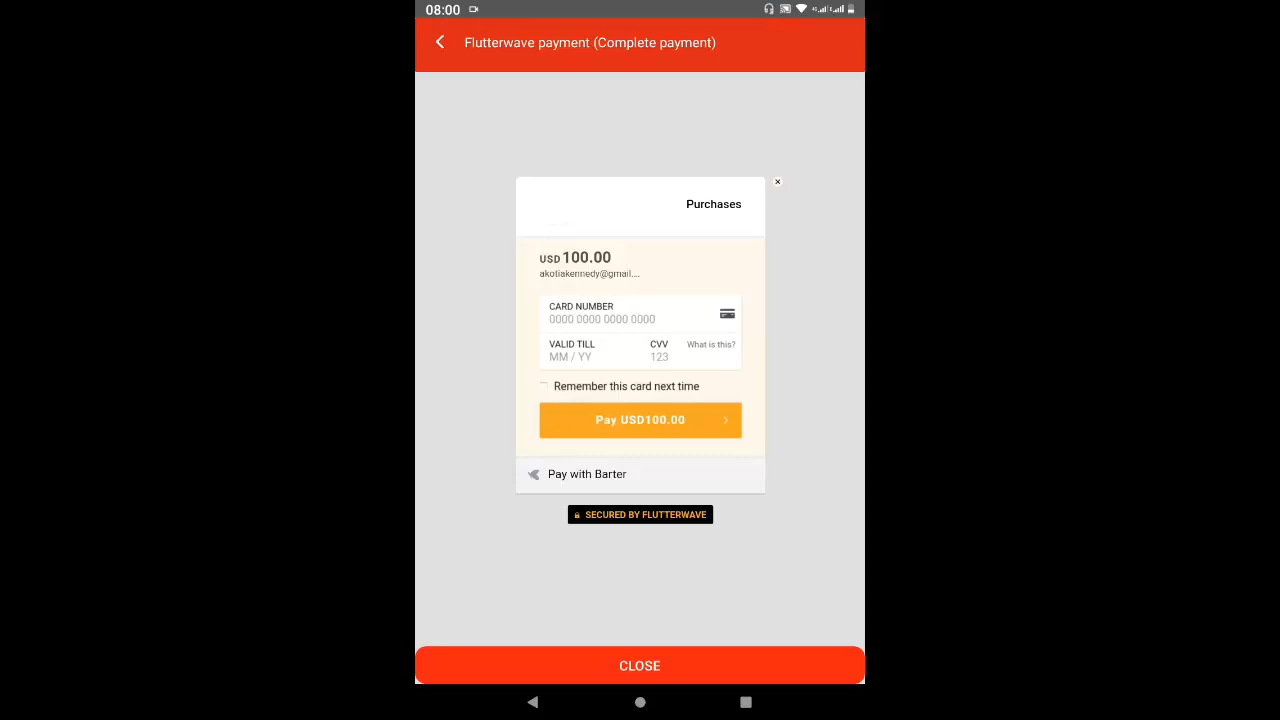 08:00
Flutterwave payment (Complete payment)
Purchases
USD 100.00
akotiakennedy@gmail....
CARD NUMBER
0000 0000 0000 0000
VALID TILL CVV What is this?
MM / YY 123
Remember this card next time
Pay USD100.00
Pay with Barter
SECURED BY FLUTTERWAVE
CLOSE